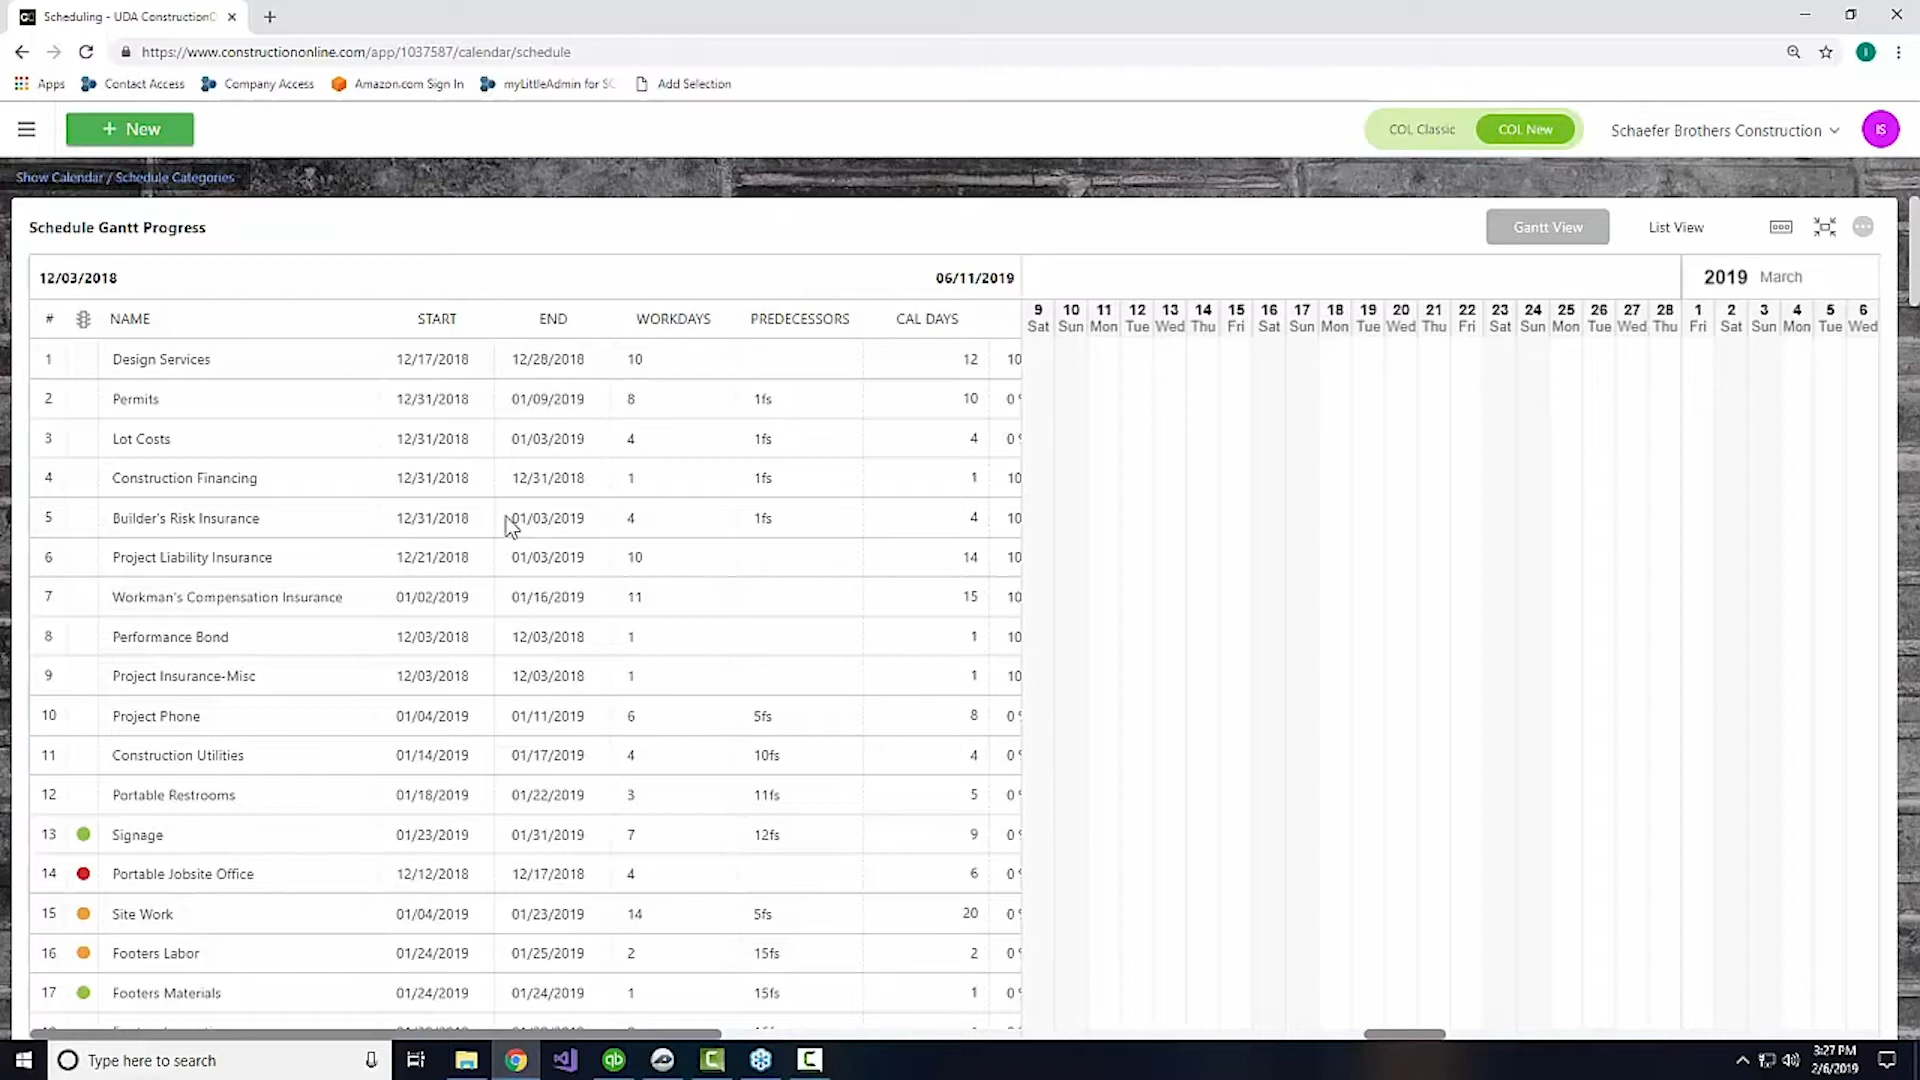 Scheduling - UDA ConstructionO
https://www.constructiononline.com/app/1037587/calendar/schedule
Apps Contact Access Company Access Amazon.com Sign In myLittleAdmin for SC Add Selection
+ New COL Classic COL New Schaefer Brothers Construction IS
Show Calendar / Schedule Categories
Schedule Gantt Progress Gantt View List View
12/03/2018 06/11/2019 2019 March
# NAME START END WORKDAYS PREDECESSORS CAL DAYS
9 10 11 12 13 14 15 16 17 18 19 20 21 22 23 24 25 26 27 28 1 2 3 4 5 6
Sat Sun Mon Tue Wed Thu Fri Sat Sun Mon Tue Wed Thu Fri Sat Sun Mon Tue Wed Thu Fri Sat Sun Mon Tue Wed
1 Design Services 12/17/2018 12/28/2018 10 12 10
2 Permits 12/31/2018 01/09/2019 8 1fs 10 0
3 Lot Costs 12/31/2018 01/03/2019 4 1fs 4 0
4 Construction Financing 12/31/2018 12/31/2018 1 1fs 1 10
5 Builder's Risk Insurance 12/31/2018 01/03/2019 4 1fs 4 10
6 Project Liability Insurance 12/21/2018 01/03/2019 10 14 10
7 Workman's Compensation Insurance 01/02/2019 01/16/2019 11 15 10
8 Performance Bond 12/03/2018 12/03/2018 1 1 10
9 Project Insurance-Misc 12/03/2018 12/03/2018 1 1 10
10 Project Phone 01/04/2019 01/11/2019 6 5fs 8 0
11 Construction Utilities 01/14/2019 01/17/2019 4 10fs 4 0
12 Portable Restrooms 01/18/2019 01/22/2019 3 11fs 5 0
13 Signage 01/23/2019 01/31/2019 7 12fs 9 0
14 Portable Jobsite Office 12/12/2018 12/17/2018 4 6 0
15 Site Work 01/04/2019 01/23/2019 14 5fs 20 0
16 Footers Labor 01/24/2019 01/25/2019 2 15fs 2 0
17 Footers Materials 01/24/2019 01/24/2019 1 15fs 1 0
Type here to search
3:27 PM
2/6/2019